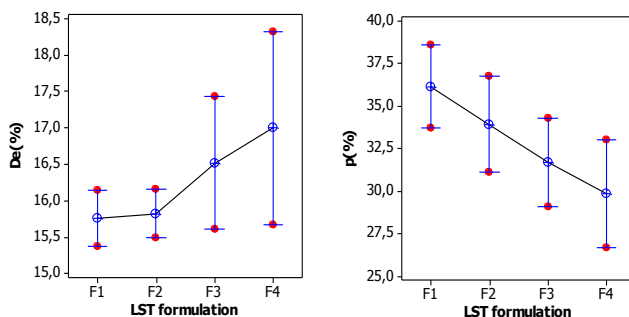 De(%)
18,5
18,0
17,5
17,0
16,5
16,0
15,5
15,0
F1 F2 F3 F4
LST formulation
p(%)
40,0
37,5
35,0
32,5
30,0
27,5
25,0
F1 F2 F3 F4
LST formulation